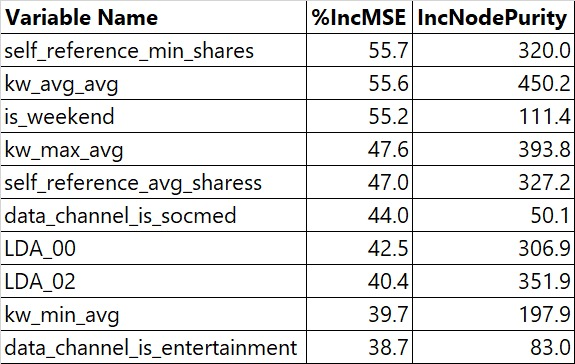 Variable Name %IncMSE IncNodePurity
self_reference_min_shares 55.7 320.0
kw_avg_avg 55.6 450.2
is_weekend 55.2 111.4
kw_max_avg 47.6 393.8
self_reference_avg_sharess 47.0 327.2
data_channel_is_socmed 44.0 50.1
LDA_00 42.5 306.9
LDA_02 40.4 351.9
kw_min_avg 39.7 197.9
data_channel_is_entertainment 38.7 83.0